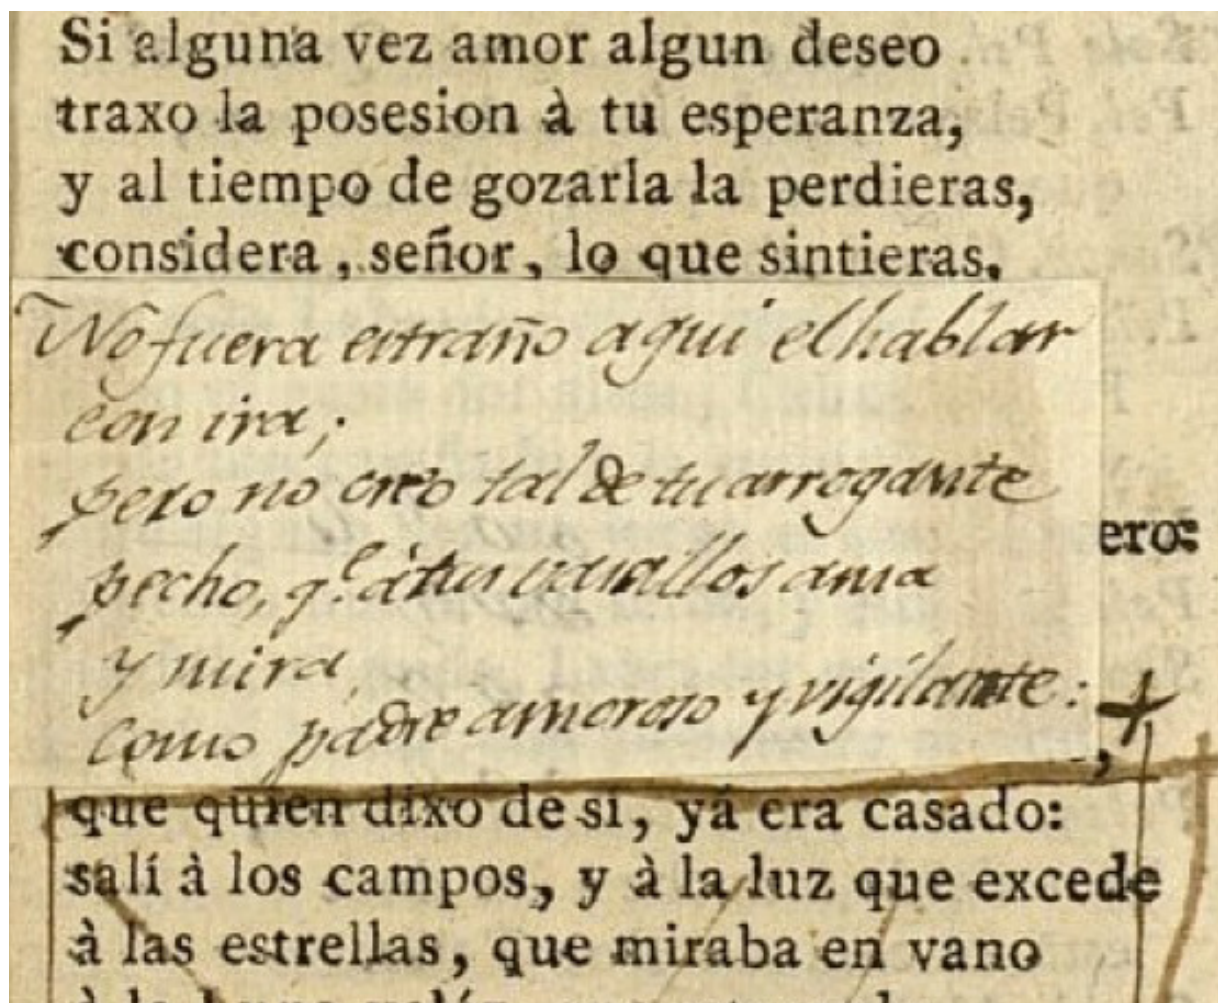 Si alguna vez amor algun deseo
traxo la posesion à tu esperanza,
y al tiempo de gozarla la perdieras,
considera, señor, lo que sintieras.
No fuera extraño aqui el hablar
con ira;
pero no creo tal de tu arrogante
pecho, q.e à tus vasallos ama
y mira
como padre amoroso y vigilante:
ero:
,+
que quien dixo de sí, yá era casado:
salí à los campos, y à la luz que excede
à las estrellas, que miraba en vano